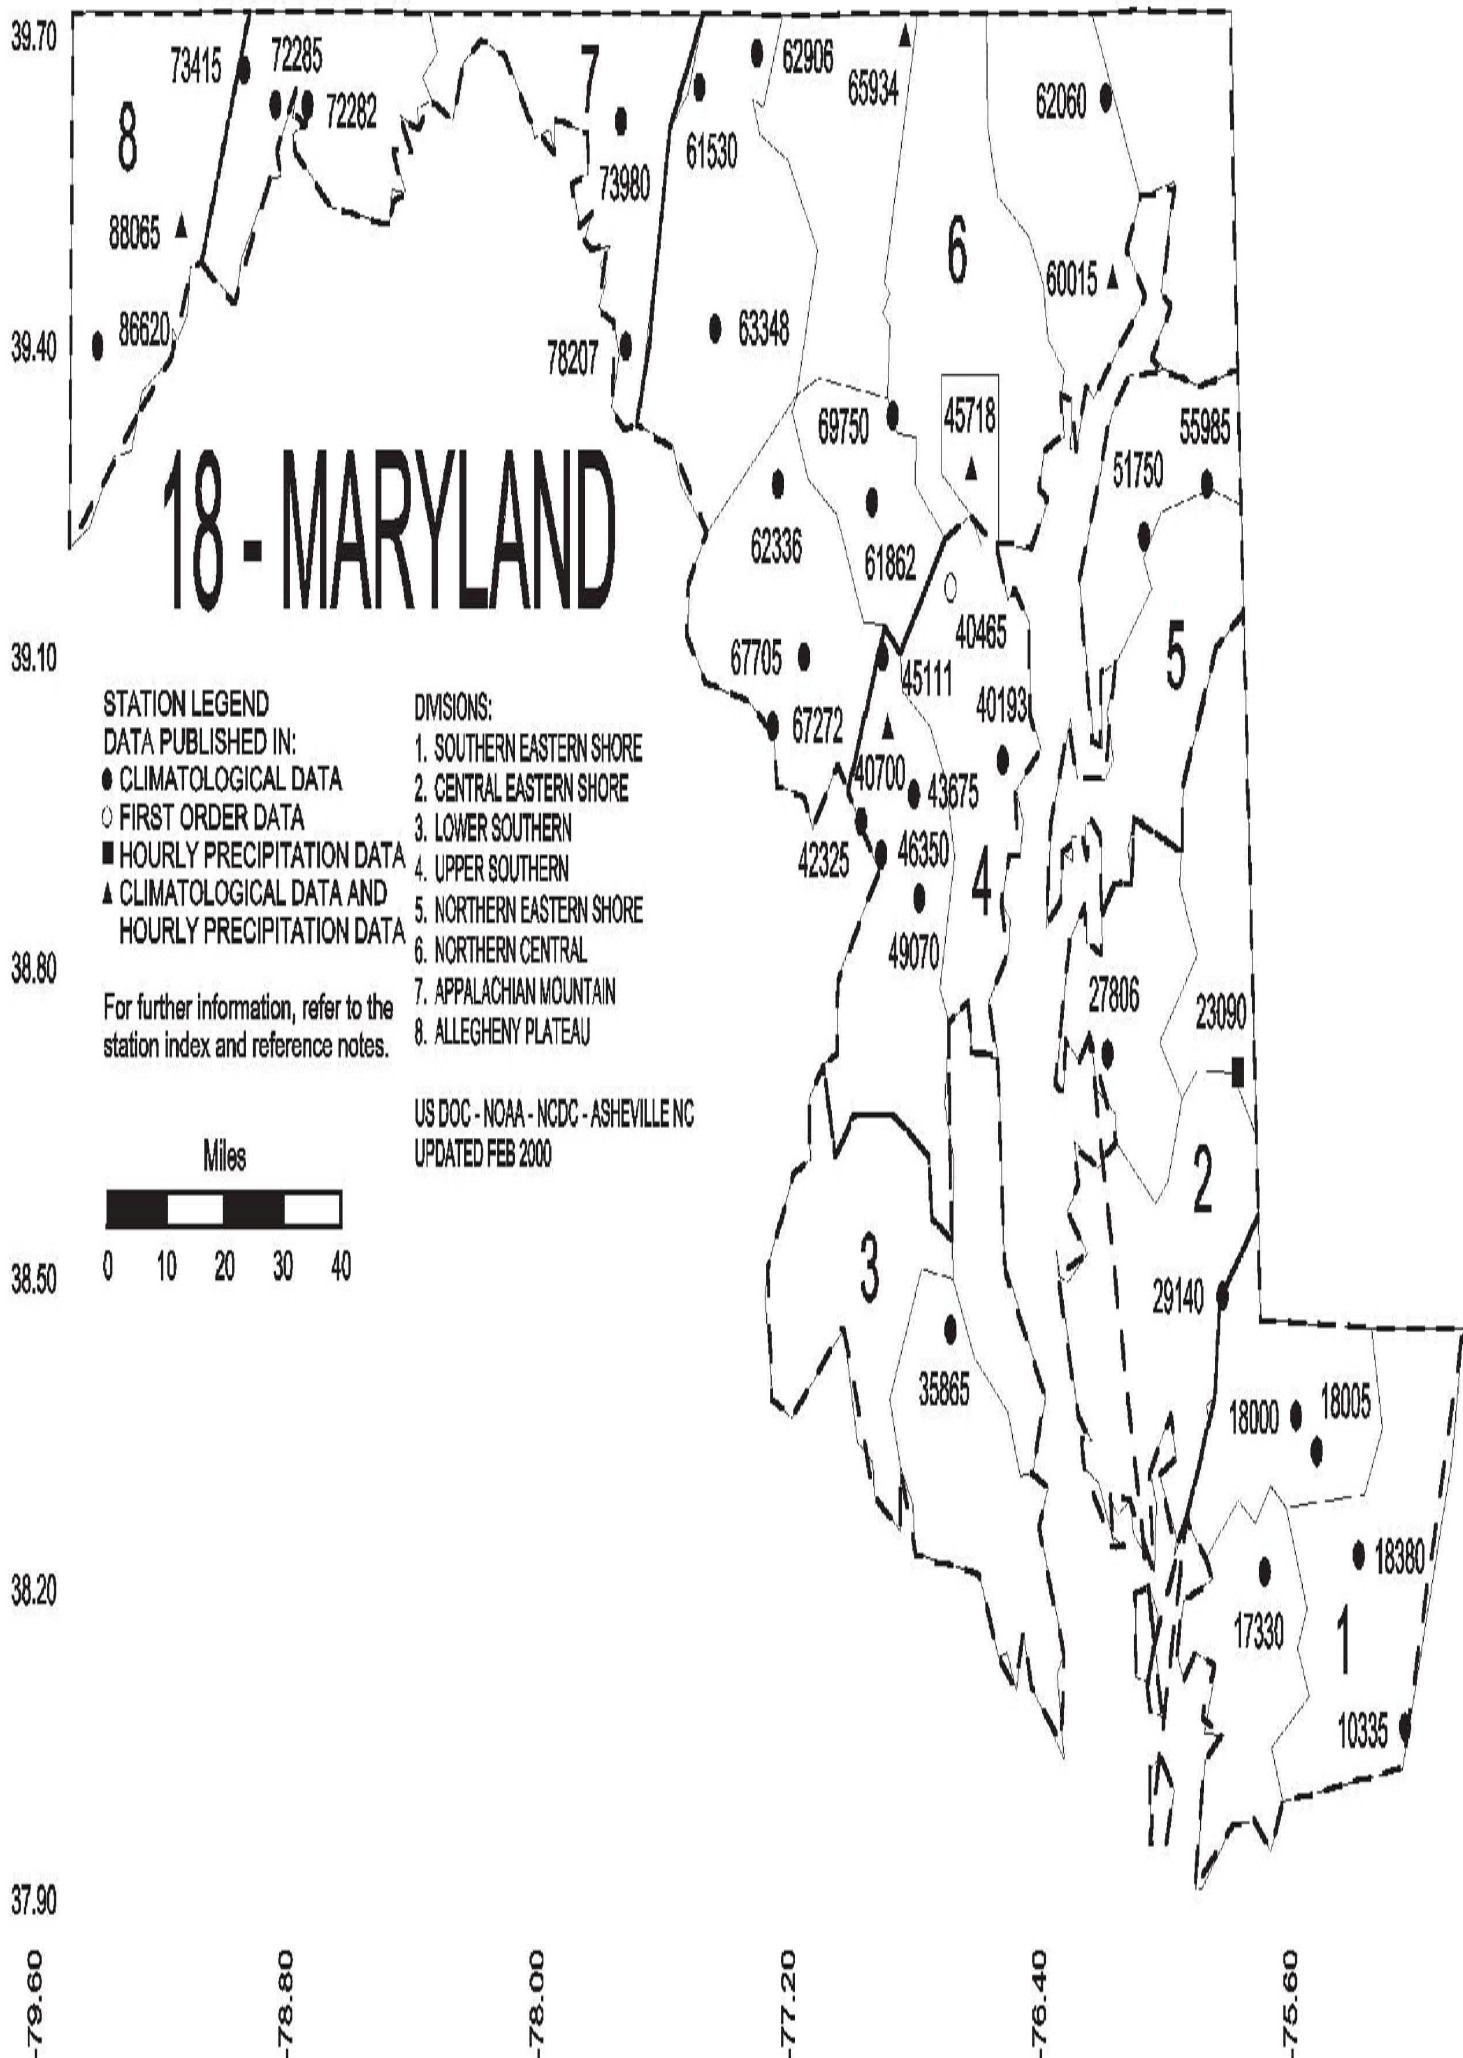 39.70
73415
72285
72282
7
62906
65934
62060
8
61530
73980
88065
6
60015
86620
63348
39.40
78207
69750
45718
55985
51750
18 - MARYLAND
62336
61862
40465
39.10
67705
45111
5
40193
67272
40700
43675
42325
46350
4
49070
STATION LEGEND
DATA PUBLISHED IN:
CLIMATOLOGICAL DATA
FIRST ORDER DATA
HOURLY PRECIPITATION DATA
CLIMATOLOGICAL DATA AND
HOURLY PRECIPITATION DATA
DIVISIONS:
1. SOUTHERN EASTERN SHORE
2. CENTRAL EASTERN SHORE
3. LOWER SOUTHERN
4. UPPER SOUTHERN
5. NORTHERN EASTERN SHORE
6. NORTHERN CENTRAL
7. APPALACHIAN MOUNTAIN
8. ALLEGHENY PLATEAU
38.80
For further information, refer to the
station index and reference notes.
27806
23090
US DOC - NOAA - NCDC - ASHEVILLE NC
UPDATED FEB 2000
Miles
0 10 20 30 40
2
38.50
3
29140
35865
18000
18005
38.20
18380
17330
1
10335
37.90
-79.60
-78.80
-78.00
-77.20
-76.40
-75.60